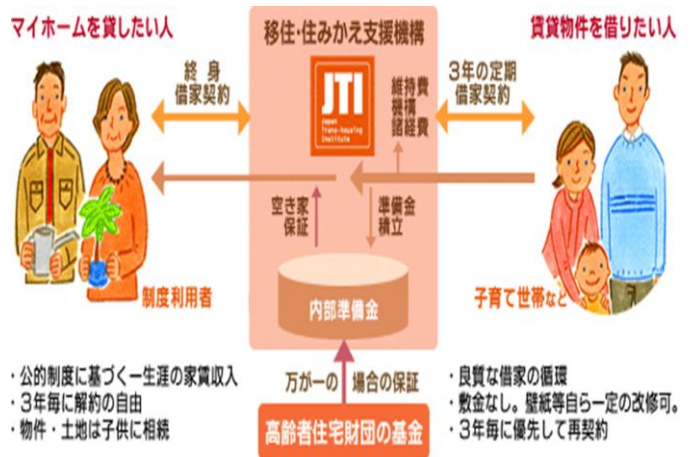 マイホームを貸したい人
移住・住みかえ支援機構
賃貸物件を借りたい人
終身
借家契約
JTI
Japan
Trans-housing
Institute
維持費
機構
諸経費
3年の定期
借家契約
空き家
保証
準備金
積立
制度利用者
内部準備金
子育て世帯など
・公的制度に基づく一生涯の家賃収入
・3年毎に解約の自由
・物件・土地は子供に相続
万が一の 場合の保証
高齢者住宅財団の基金
・良質な借家の循環
・敷金なし。壁紙等自ら一定の改修可。
・3年毎に優先して再契約